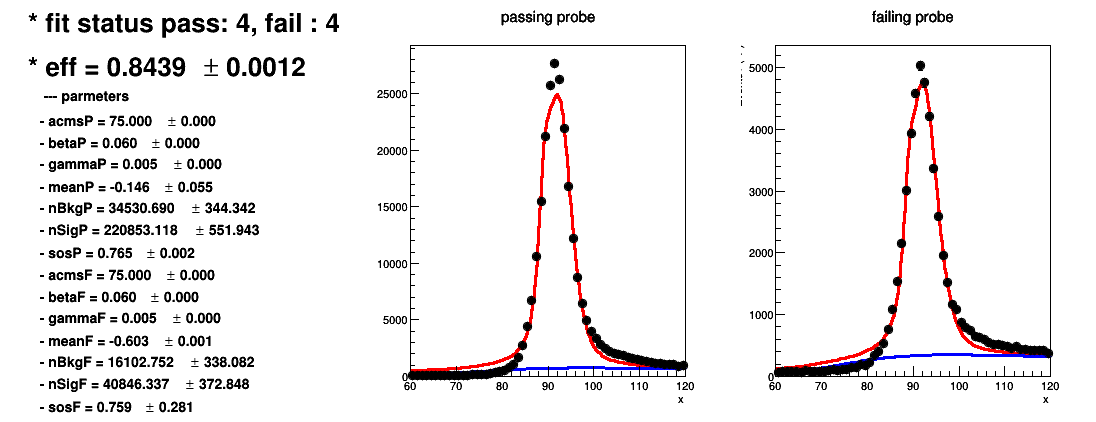 * fit status pass: 4, fail : 4
* eff = 0.8439 ± 0.0012
--- parmeters
- acmsP = 75.000 ± 0.000
- betaP = 0.060 ± 0.000
- gammaP = 0.005 ± 0.000
- meanP = -0.146 ± 0.055
- nBkgP = 34530.690 ± 344.342
- nSigP = 220853.118 ± 551.943
- sosP = 0.765 ± 0.002
- acmsF = 75.000 ± 0.000
- betaF = 0.060 ± 0.000
- gammaF = 0.005 ± 0.000
- meanF = -0.603 ± 0.001
- nBkgF = 16102.752 ± 338.082
- nSigF = 40846.337 ± 372.848
- sosF = 0.759 ± 0.281
passing probe
25000
20000
15000
10000
5000
0
60 70 80 90 100 110 120
x
failing probe
5000
4000
3000
2000
1000
0
60 70 80 90 100 110 120
x